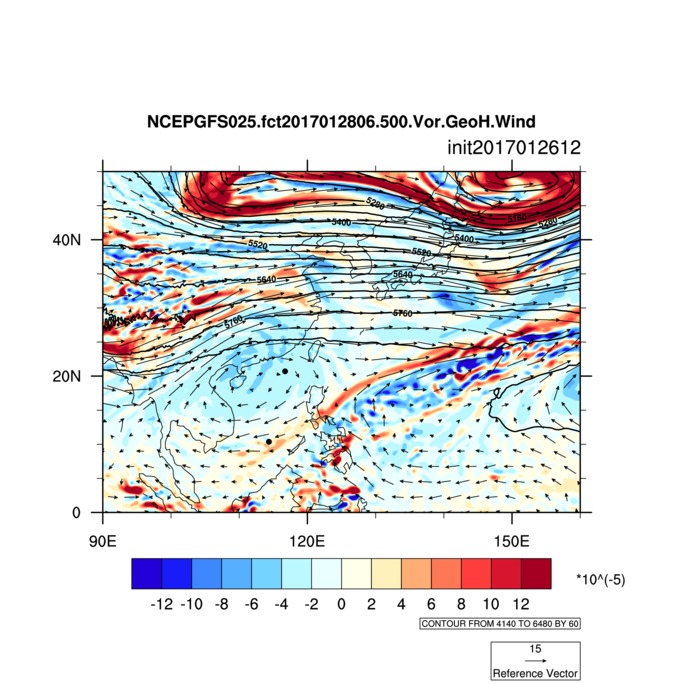 NCEPGFS025.fct2017012806.500.Vor.GeoH.Wind
init2017012612
5280
5160
5280
5400
5400
5520
5520
5640
5640
5760
5760
40N
20N
0
90E 120E 150E
-12 -10 -8 -6 -4 -2 0 2 4 6 8 10 12
*10^(-5)
CONTOUR FROM 4140 TO 6480 BY 60
15
Reference Vector